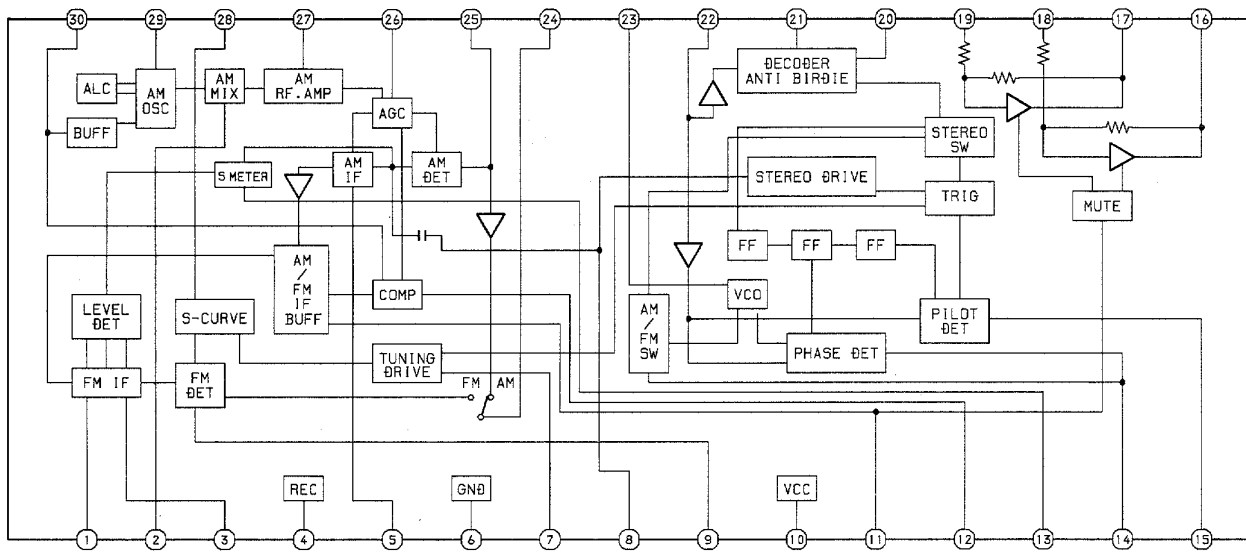 30 29 28 27 26 25 24 23 22 21 20 19 18 17 16
ALC
AM
OSC
AM
MIX
AM
RF.AMP
AGC
BUFF
S METER
AM
IF
AM
DET
DECODER
ANTI BIRDIE
STEREO
SW
STEREO DRIVE
TRIG
MUTE
FF FF FF
AM
/
FM
IF
BUFF
COMP
LEVEL
DET
S-CURVE
VCO
AM
/
FM
SW
PILOT
DET
PHASE DET
TUNING
DRIVE
FM IF
FM
DET
FM AM
REC
GND
VCC
1 2 3 4 5 6 7 8 9 10 11 12 13 14 15